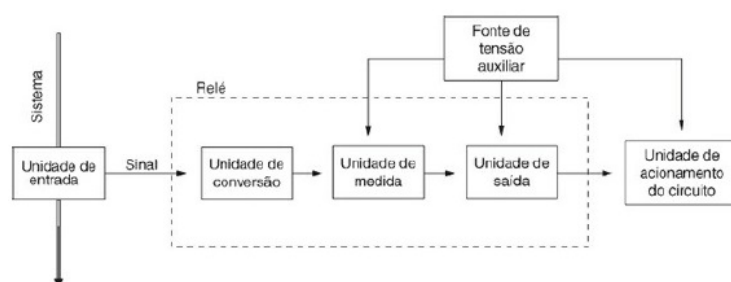 Fonte de
tensão
auxiliar
Sistema
Relé
Unidade de
entrada
Sinal
Unidade de
conversão
Unidade de
medida
Unidade de
saída
Unidade de
acionamento
do circuito